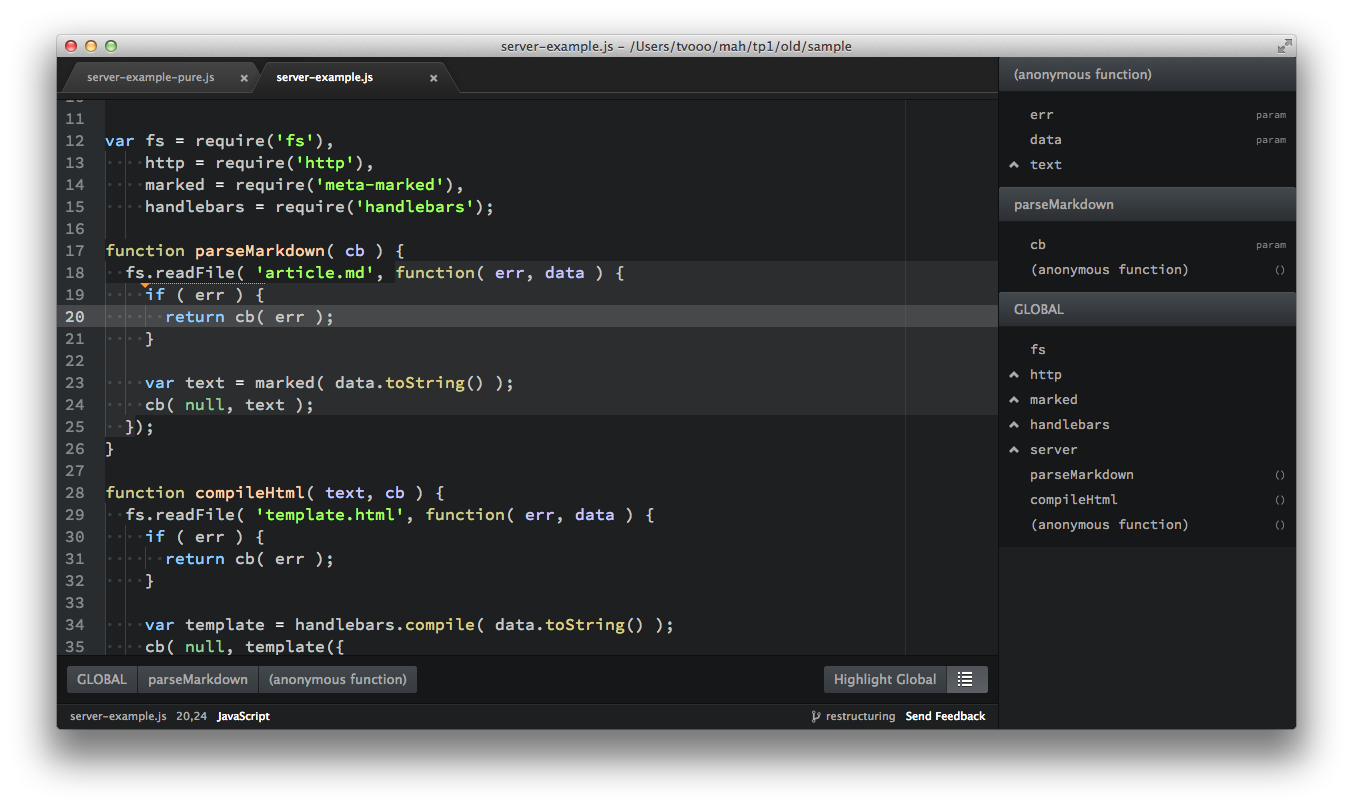 server-example.js – /Users/tvooo/mah/tp1/old/sample
server-example-pure.js × server-example.js ×
11
12 var fs = require('fs'),
13 http = require('http'),
14 marked = require('meta-marked'),
15 handlebars = require('handlebars');
16
17 function parseMarkdown( cb ) {
18 fs.readFile( 'article.md', function( err, data ) {
19 if ( err ) {
20 return cb( err );
21 }
22
23 var text = marked( data.toString() );
24 cb( null, text );
25 });
26 }
27
28 function compileHtml( text, cb ) {
29 fs.readFile( 'template.html', function( err, data ) {
30 if ( err ) {
31 return cb( err );
32 }
33
34 var template = handlebars.compile( data.toString() );
35 cb( null, template({
GLOBAL parseMarkdown (anonymous function) Highlight Global
server-example.js 20,24 JavaScript restructuring Send Feedback
(anonymous function)
err param
data param
text
parseMarkdown
cb param
(anonymous function) ()
GLOBAL
fs
http
marked
handlebars
server
parseMarkdown ()
compileHtml ()
(anonymous function) ()